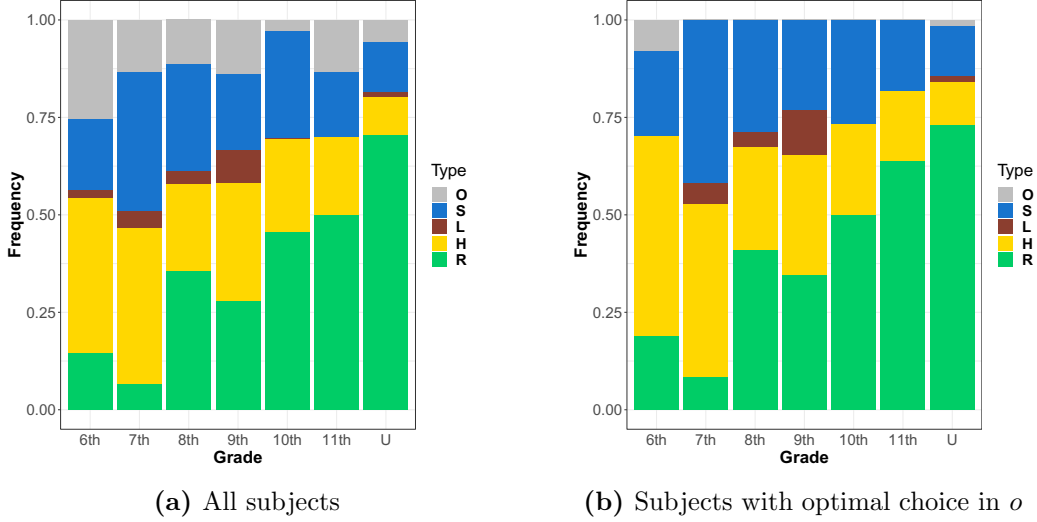 1.00
0.75
0.50
0.25
0.00
Frequency
6th 7th 8th 9th 10th 11th U
Grade
Type
O
S
L
H
R
(a) All subjects
1.00
0.75
0.50
0.25
0.00
Frequency
6th 7th 8th 9th 10th 11th U
Grade
Type
O
S
L
H
R
(b) Subjects with optimal choice in o